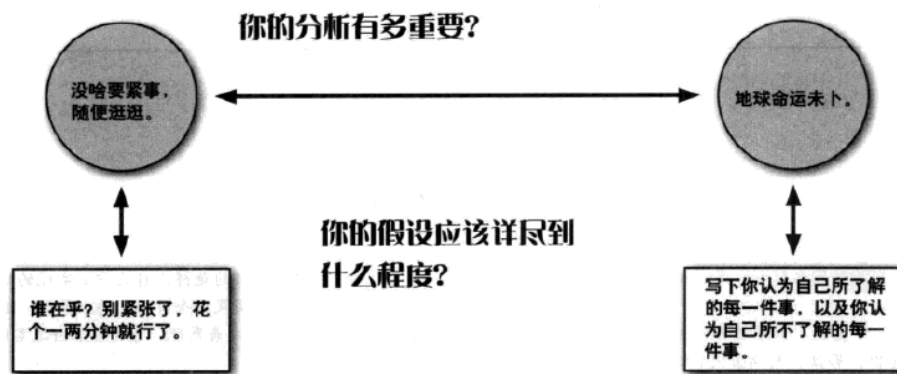 你的分析有多重要？
没啥要紧事，
随便逛逛。
地球命运未卜。
你的假设应该详尽到
什么程度？
谁在乎？别紧张了，花
个一两分钟就行了。
写下你认为自己所了解
的每一件事，以及你认
为自己所不了解的每一
件事。